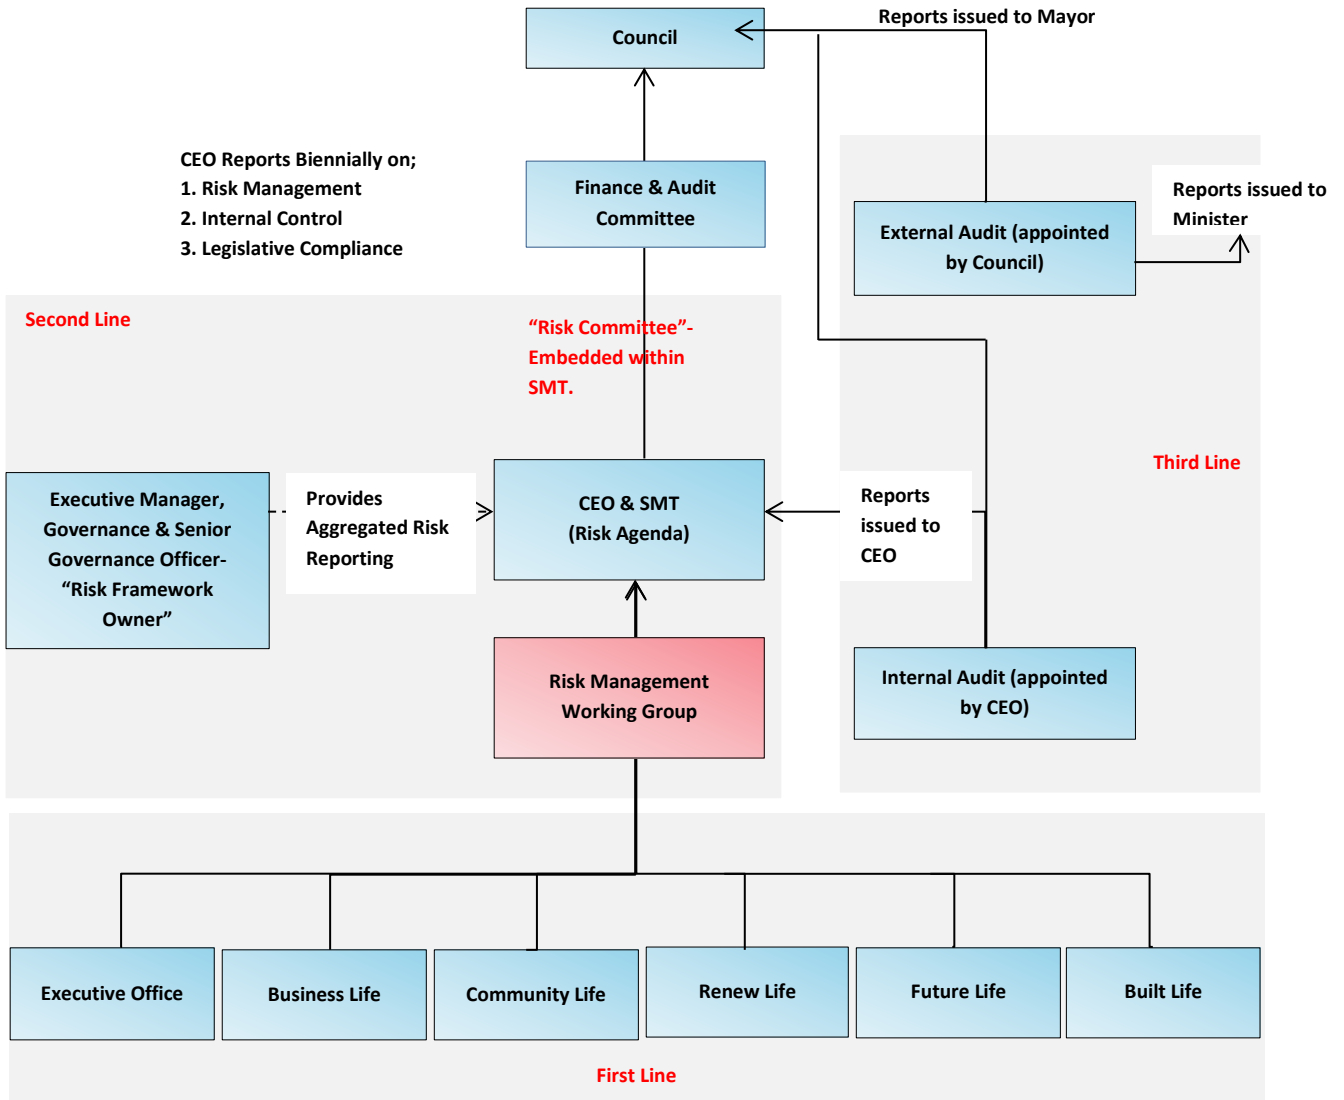 Reports issued to Mayor
Council
CEO Reports Biennially on;
1. Risk Management
2. Internal Control
3. Legislative Compliance
Finance & Audit
Committee
External Audit (appointed
by Council)
Reports issued to
Minister
Second Line
“Risk Committee”-
Embedded within
SMT.
Third Line
Executive Manager,
Governance & Senior
Governance Officer-
“Risk Framework
Owner”
Provides
Aggregated Risk
Reporting
CEO & SMT
(Risk Agenda)
Reports
issued to
CEO
Risk Management
Working Group
Internal Audit (appointed
by CEO)
Executive Office
Business Life
Community Life
Renew Life
Future Life
Built Life
First Line